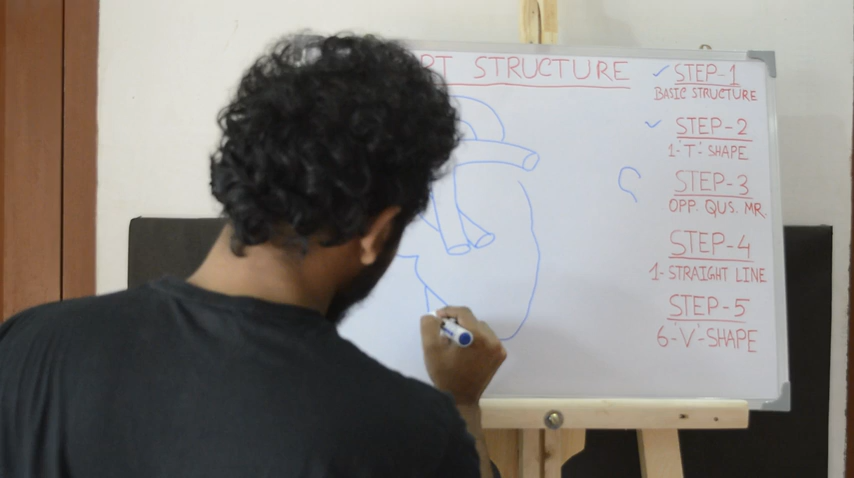 RT STRUCTURE
STEP-1
BASIC STRUCTURE
STEP-2
1-'T'- SHAPE
STEP-3
OPP. QUS. MR.
STEP-4
1- STRAIGHT LINE
STEP-5
6-'V'-SHAPE